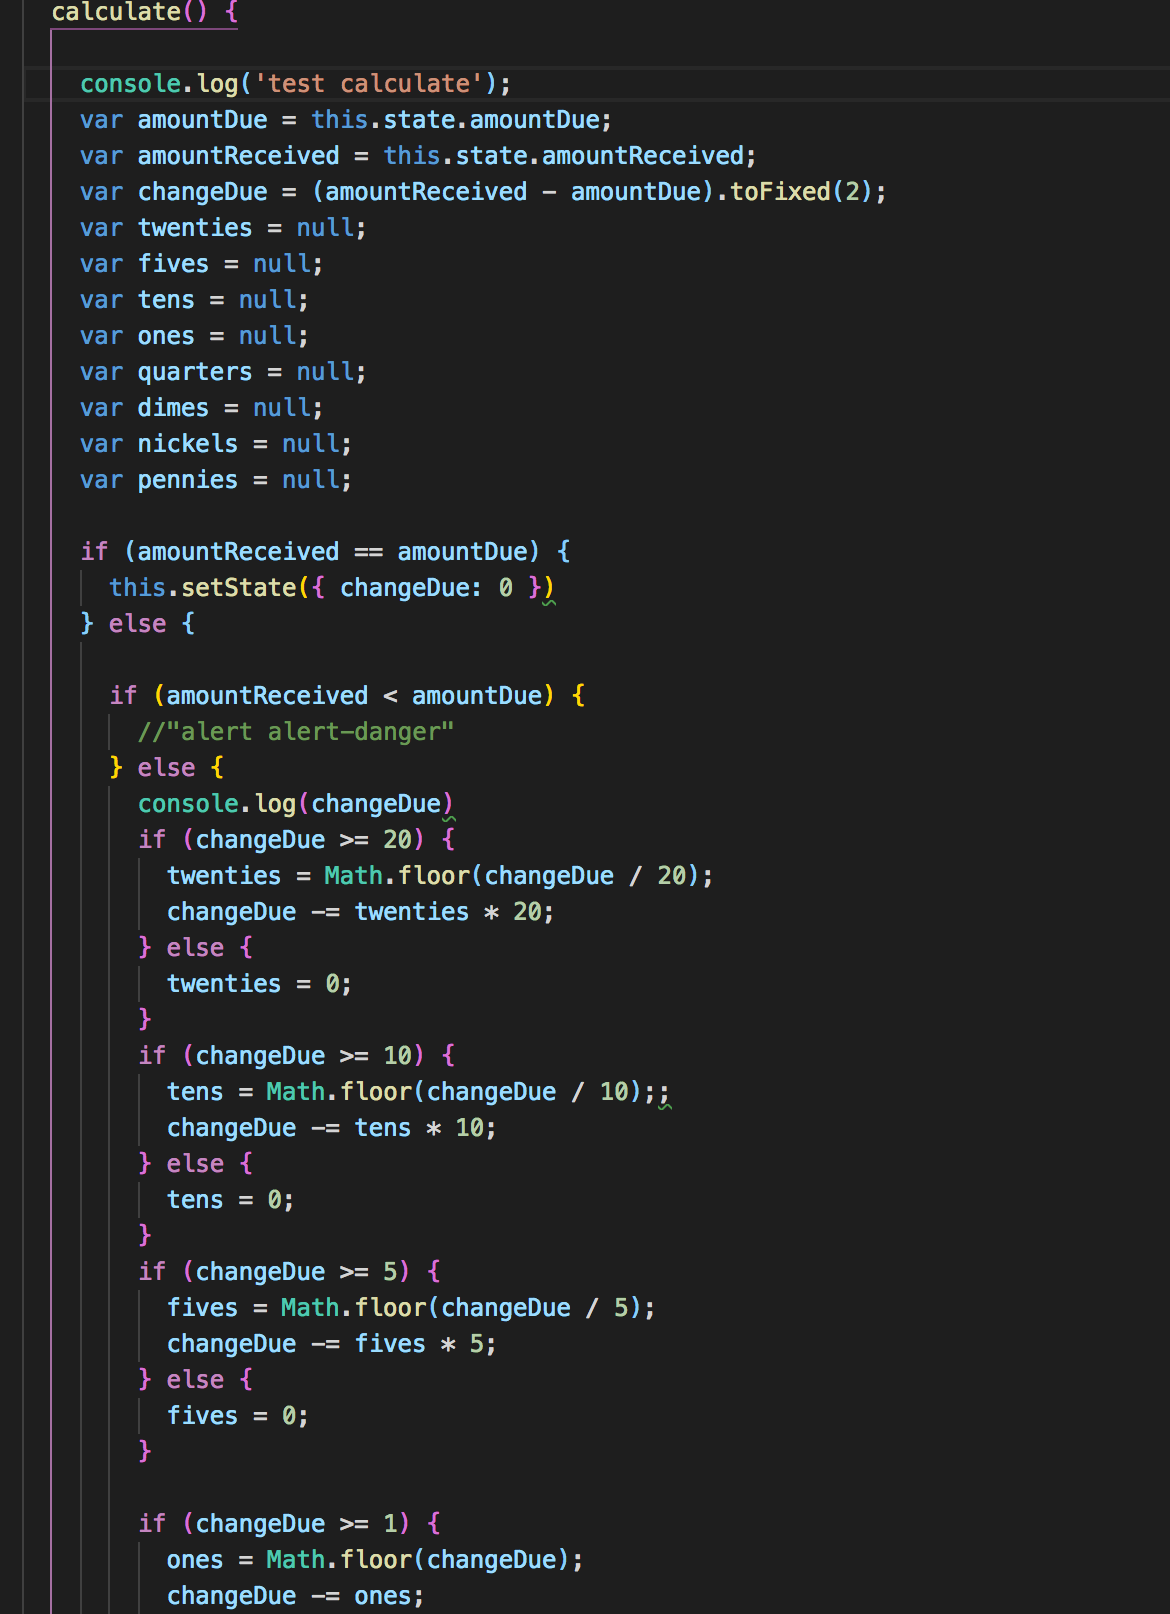 calculate() {
console.log('test calculate');
var amountDue = this.state.amountDue;
var amountReceived = this.state.amountReceived;
var changeDue = (amountReceived - amountDue).toFixed(2);
var twenties = null;
var fives = null;
var tens = null;
var ones = null;
var quarters = null;
var dimes = null;
var nickels = null;
var pennies = null;
if (amountReceived == amountDue) {
this.setState({ changeDue: 0 })
} else {
if (amountReceived < amountDue) {
//"alert alert-danger"
} else {
console.log(changeDue)
if (changeDue >= 20) {
twenties = Math.floor(changeDue / 20);
changeDue -= twenties * 20;
} else {
twenties = 0;
}
if (changeDue >= 10) {
tens = Math.floor(changeDue / 10);;
changeDue -= tens * 10;
} else {
tens = 0;
}
if (changeDue >= 5) {
fives = Math.floor(changeDue / 5);
changeDue -= fives * 5;
} else {
fives = 0;
}
if (changeDue >= 1) {
ones = Math.floor(changeDue);
changeDue -= ones;